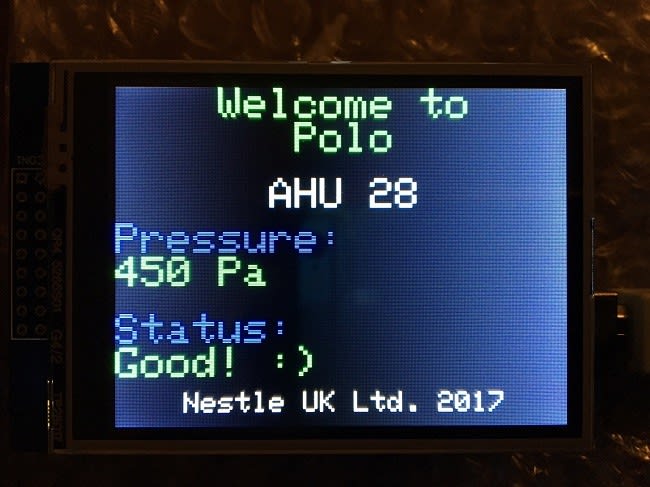 Welcome to
Polo
AHU 28
Pressure:
450 Pa
Status:
Good! :)
Nestle UK Ltd. 2017